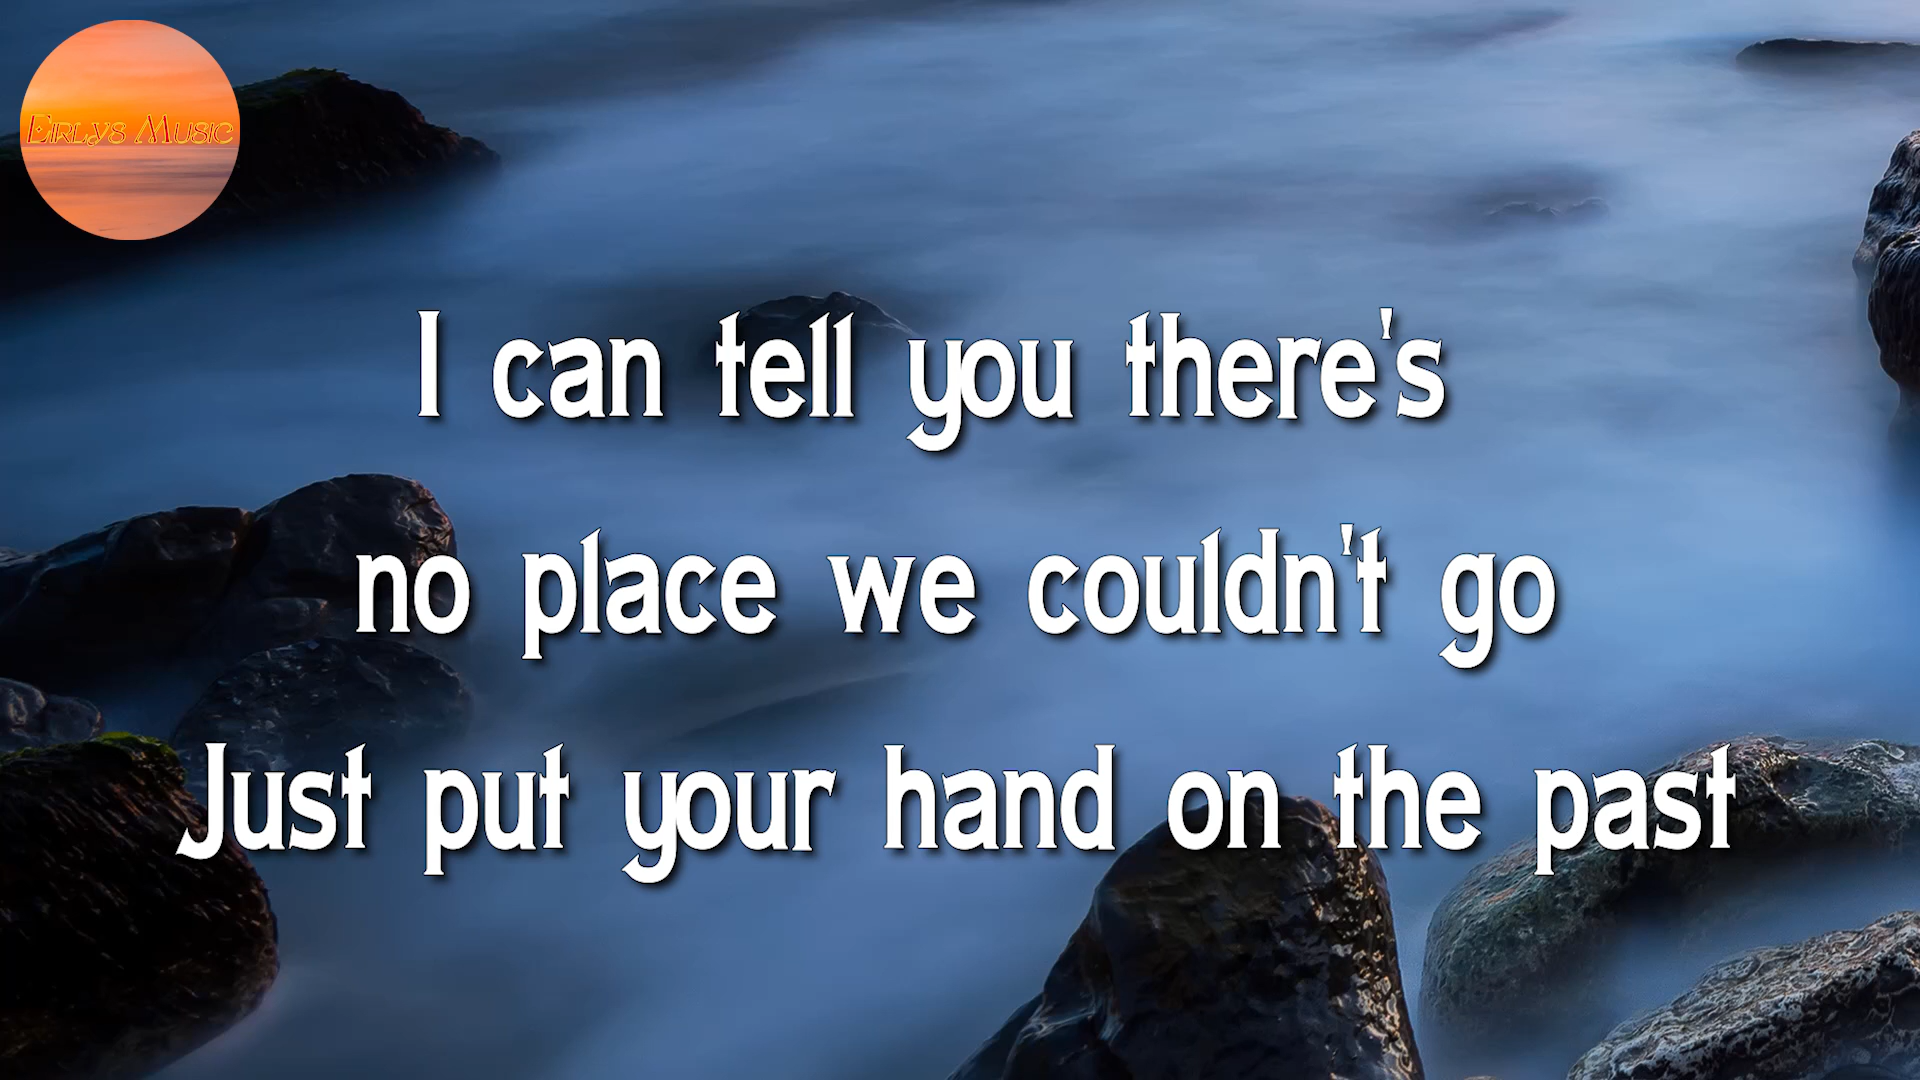 Eirlys Music
I can tell you there's
no place we couldn't go
Just put your hand on the past